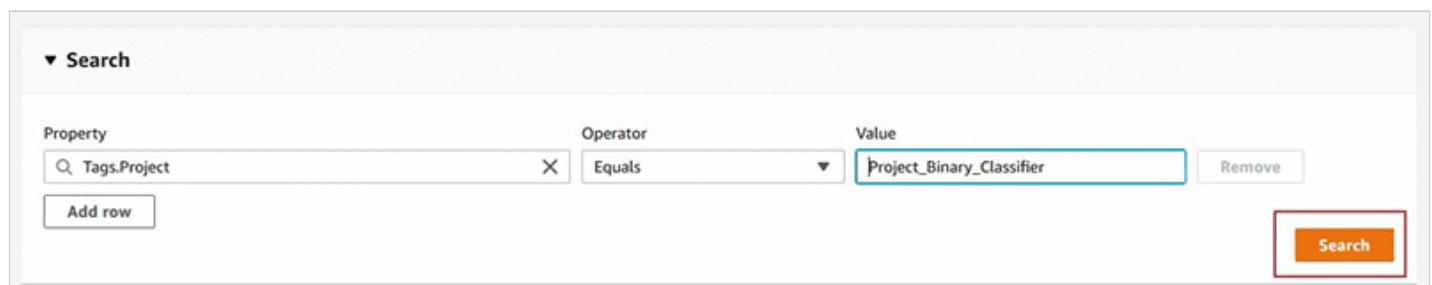 Search
Property Operator Value
Tags.Project Equals Project_Binary_Classifier Remove
Add row
Search